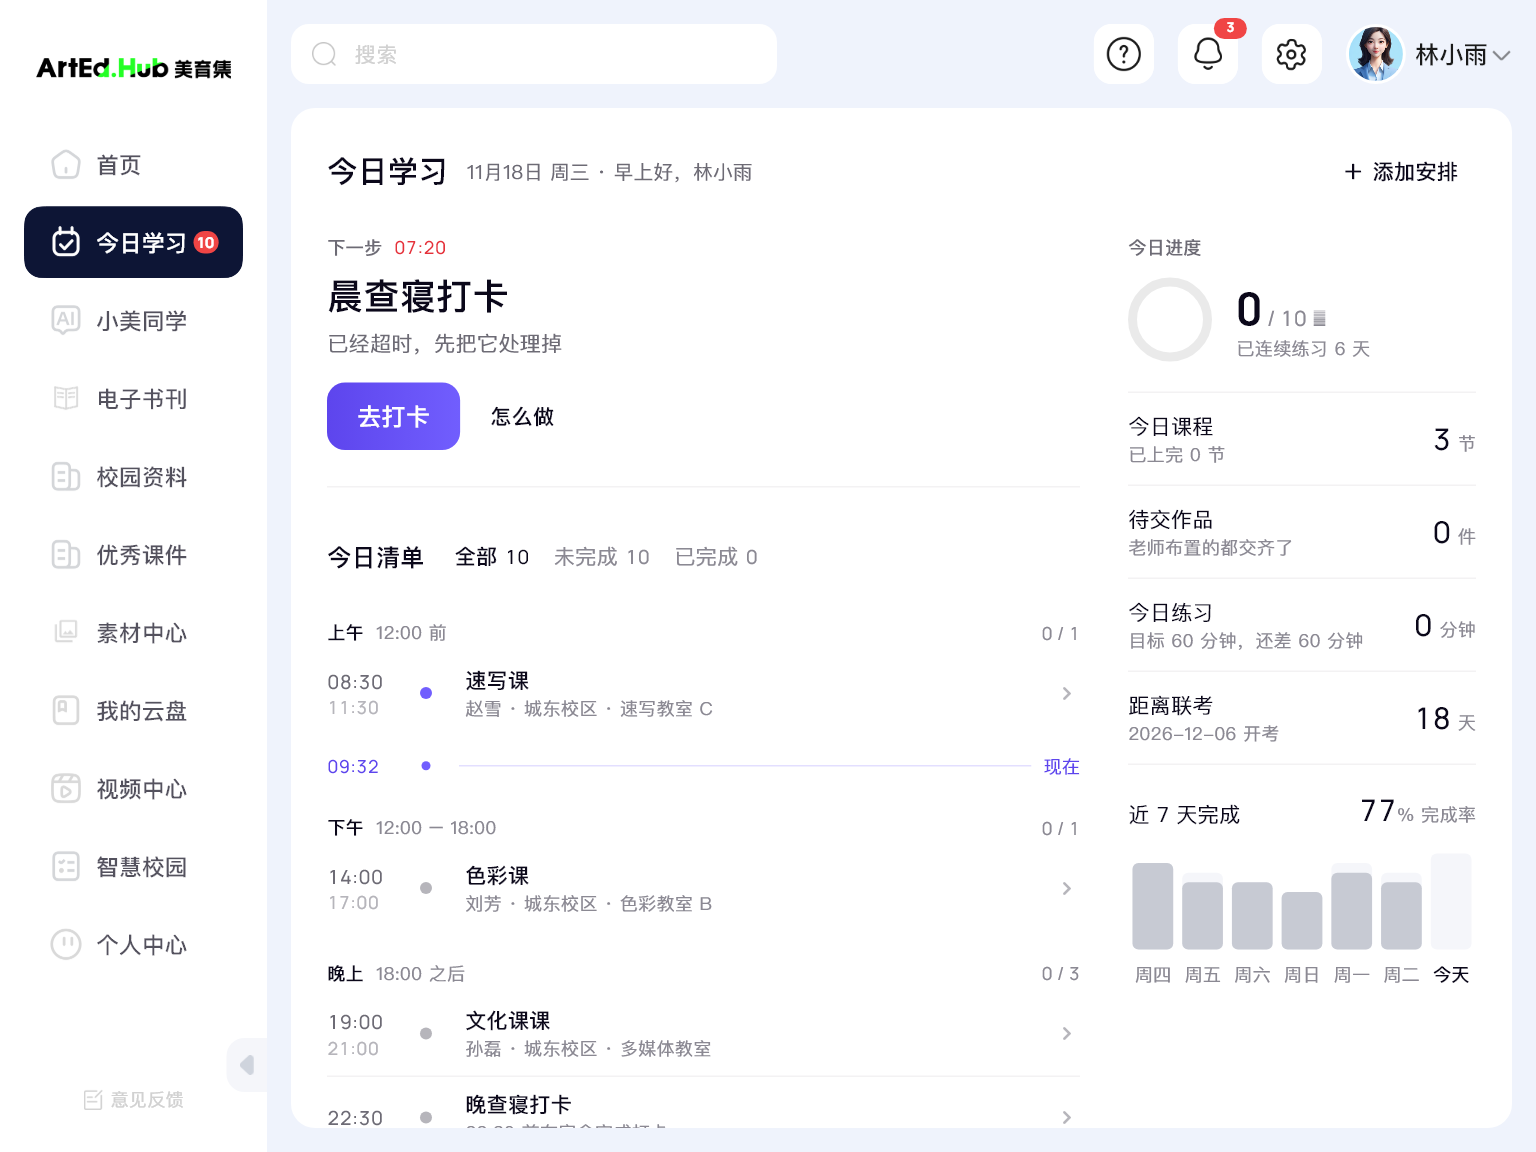 ArtEd.Hub 美育集
搜索
3
林小雨
首页
今日学习 10
小美同学
电子书刊
校园资料
优秀课件
素材中心
我的云盘
视频中心
智慧校园
个人中心
意见反馈
今日学习 11月18日 周三 · 早上好，林小雨
+ 添加安排
下一步 07:20
晨查寝打卡
已经超时，先把它处理掉
去打卡 怎么做
今日清单 全部 10 未完成 10 已完成 0
上午 12:00 前 0 / 1
08:30 速写课
11:30 赵雪 · 城东校区 · 速写教室 C
09:32 现在
下午 12:00 — 18:00 0 / 1
14:00 色彩课
17:00 刘芳 · 城东校区 · 色彩教室 B
晚上 18:00 之后 0 / 3
19:00 文化课课
21:00 孙磊 · 城东校区 · 多媒体教室
22:30 晚查寝打卡
今日进度
0 / 10
已连续练习 6 天
今日课程 3 节
已上完 0 节
待交作品 0 件
老师布置的都交齐了
今日练习 0 分钟
目标 60 分钟，还差 60 分钟
距离联考 18 天
2026-12-06 开考
近 7 天完成 77% 完成率
周四 周五 周六 周日 周一 周二 今天